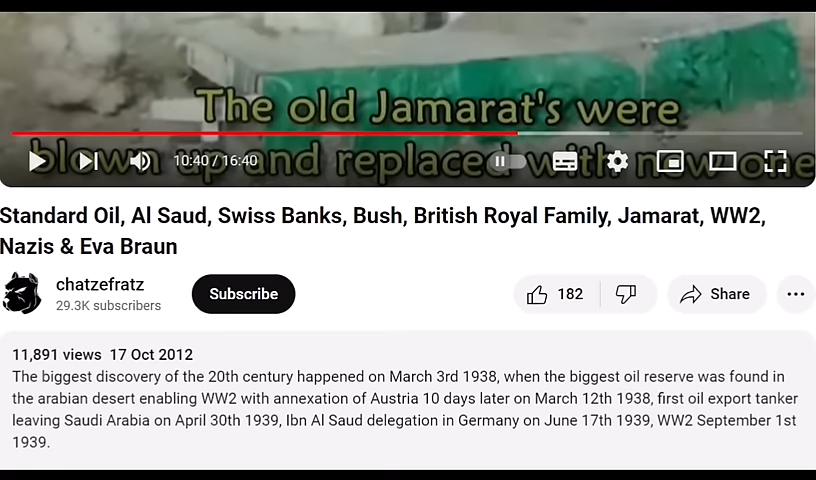 The old Jamarat's were
blown up and replaced with new one
10:40 / 16:40
Standard Oil, Al Saud, Swiss Banks, Bush, British Royal Family, Jamarat, WW2,
Nazis & Eva Braun
chatzefratz
29.3K subscribers
Subscribe
182
Share
11,891 views 17 Oct 2012
The biggest discovery of the 20th century happened on March 3rd 1938, when the biggest oil reserve was found in
the arabian desert enabling WW2 with annexation of Austria 10 days later on March 12th 1938, first oil export tanker
leaving Saudi Arabia on April 30th 1939, Ibn Al Saud delegation in Germany on June 17th 1939, WW2 September 1st
1939.